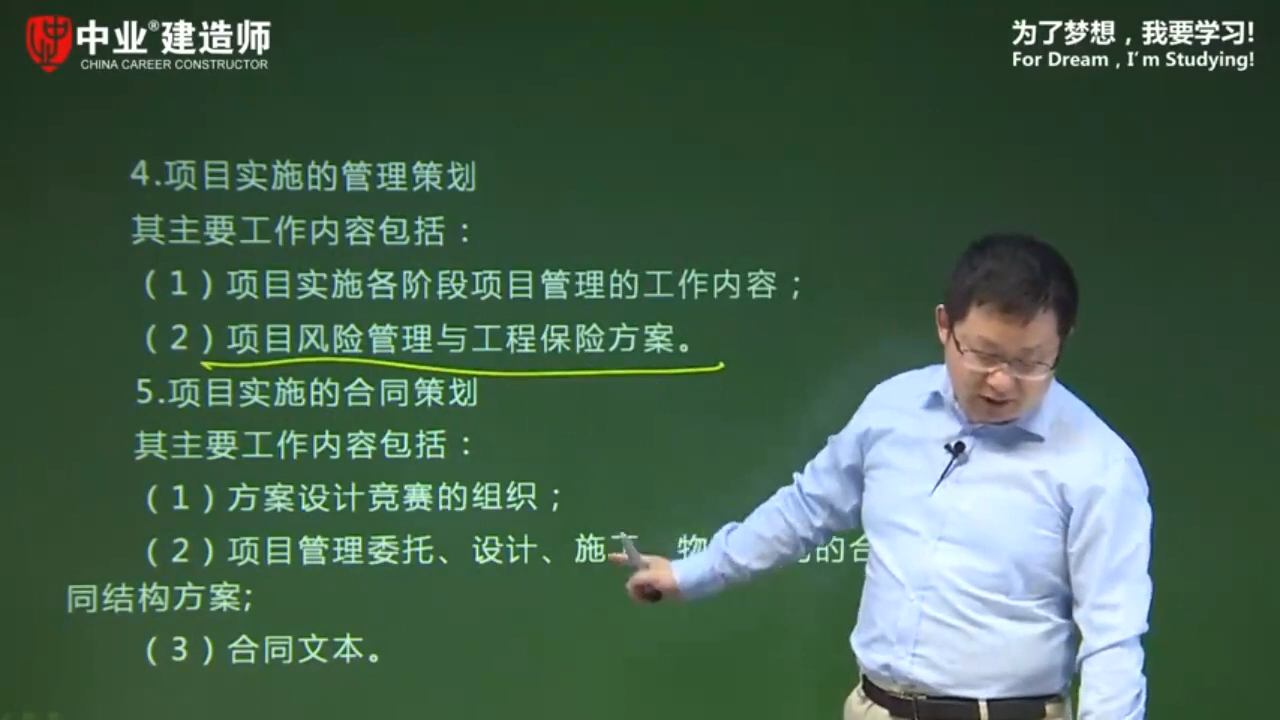 中业®建造师
CHINA CAREER CONSTRUCTOR
为了梦想，我要学习!
For Dream , I'm Studying!
4.项目实施的管理策划
其主要工作内容包括：
（1）项目实施各阶段项目管理的工作内容；
（2）项目风险管理与工程保险方案。
5.项目实施的合同策划
其主要工作内容包括：
（1）方案设计竞赛的组织；
（2）项目管理委托、设计、施 物 的合
同结构方案;
（3）合同文本。